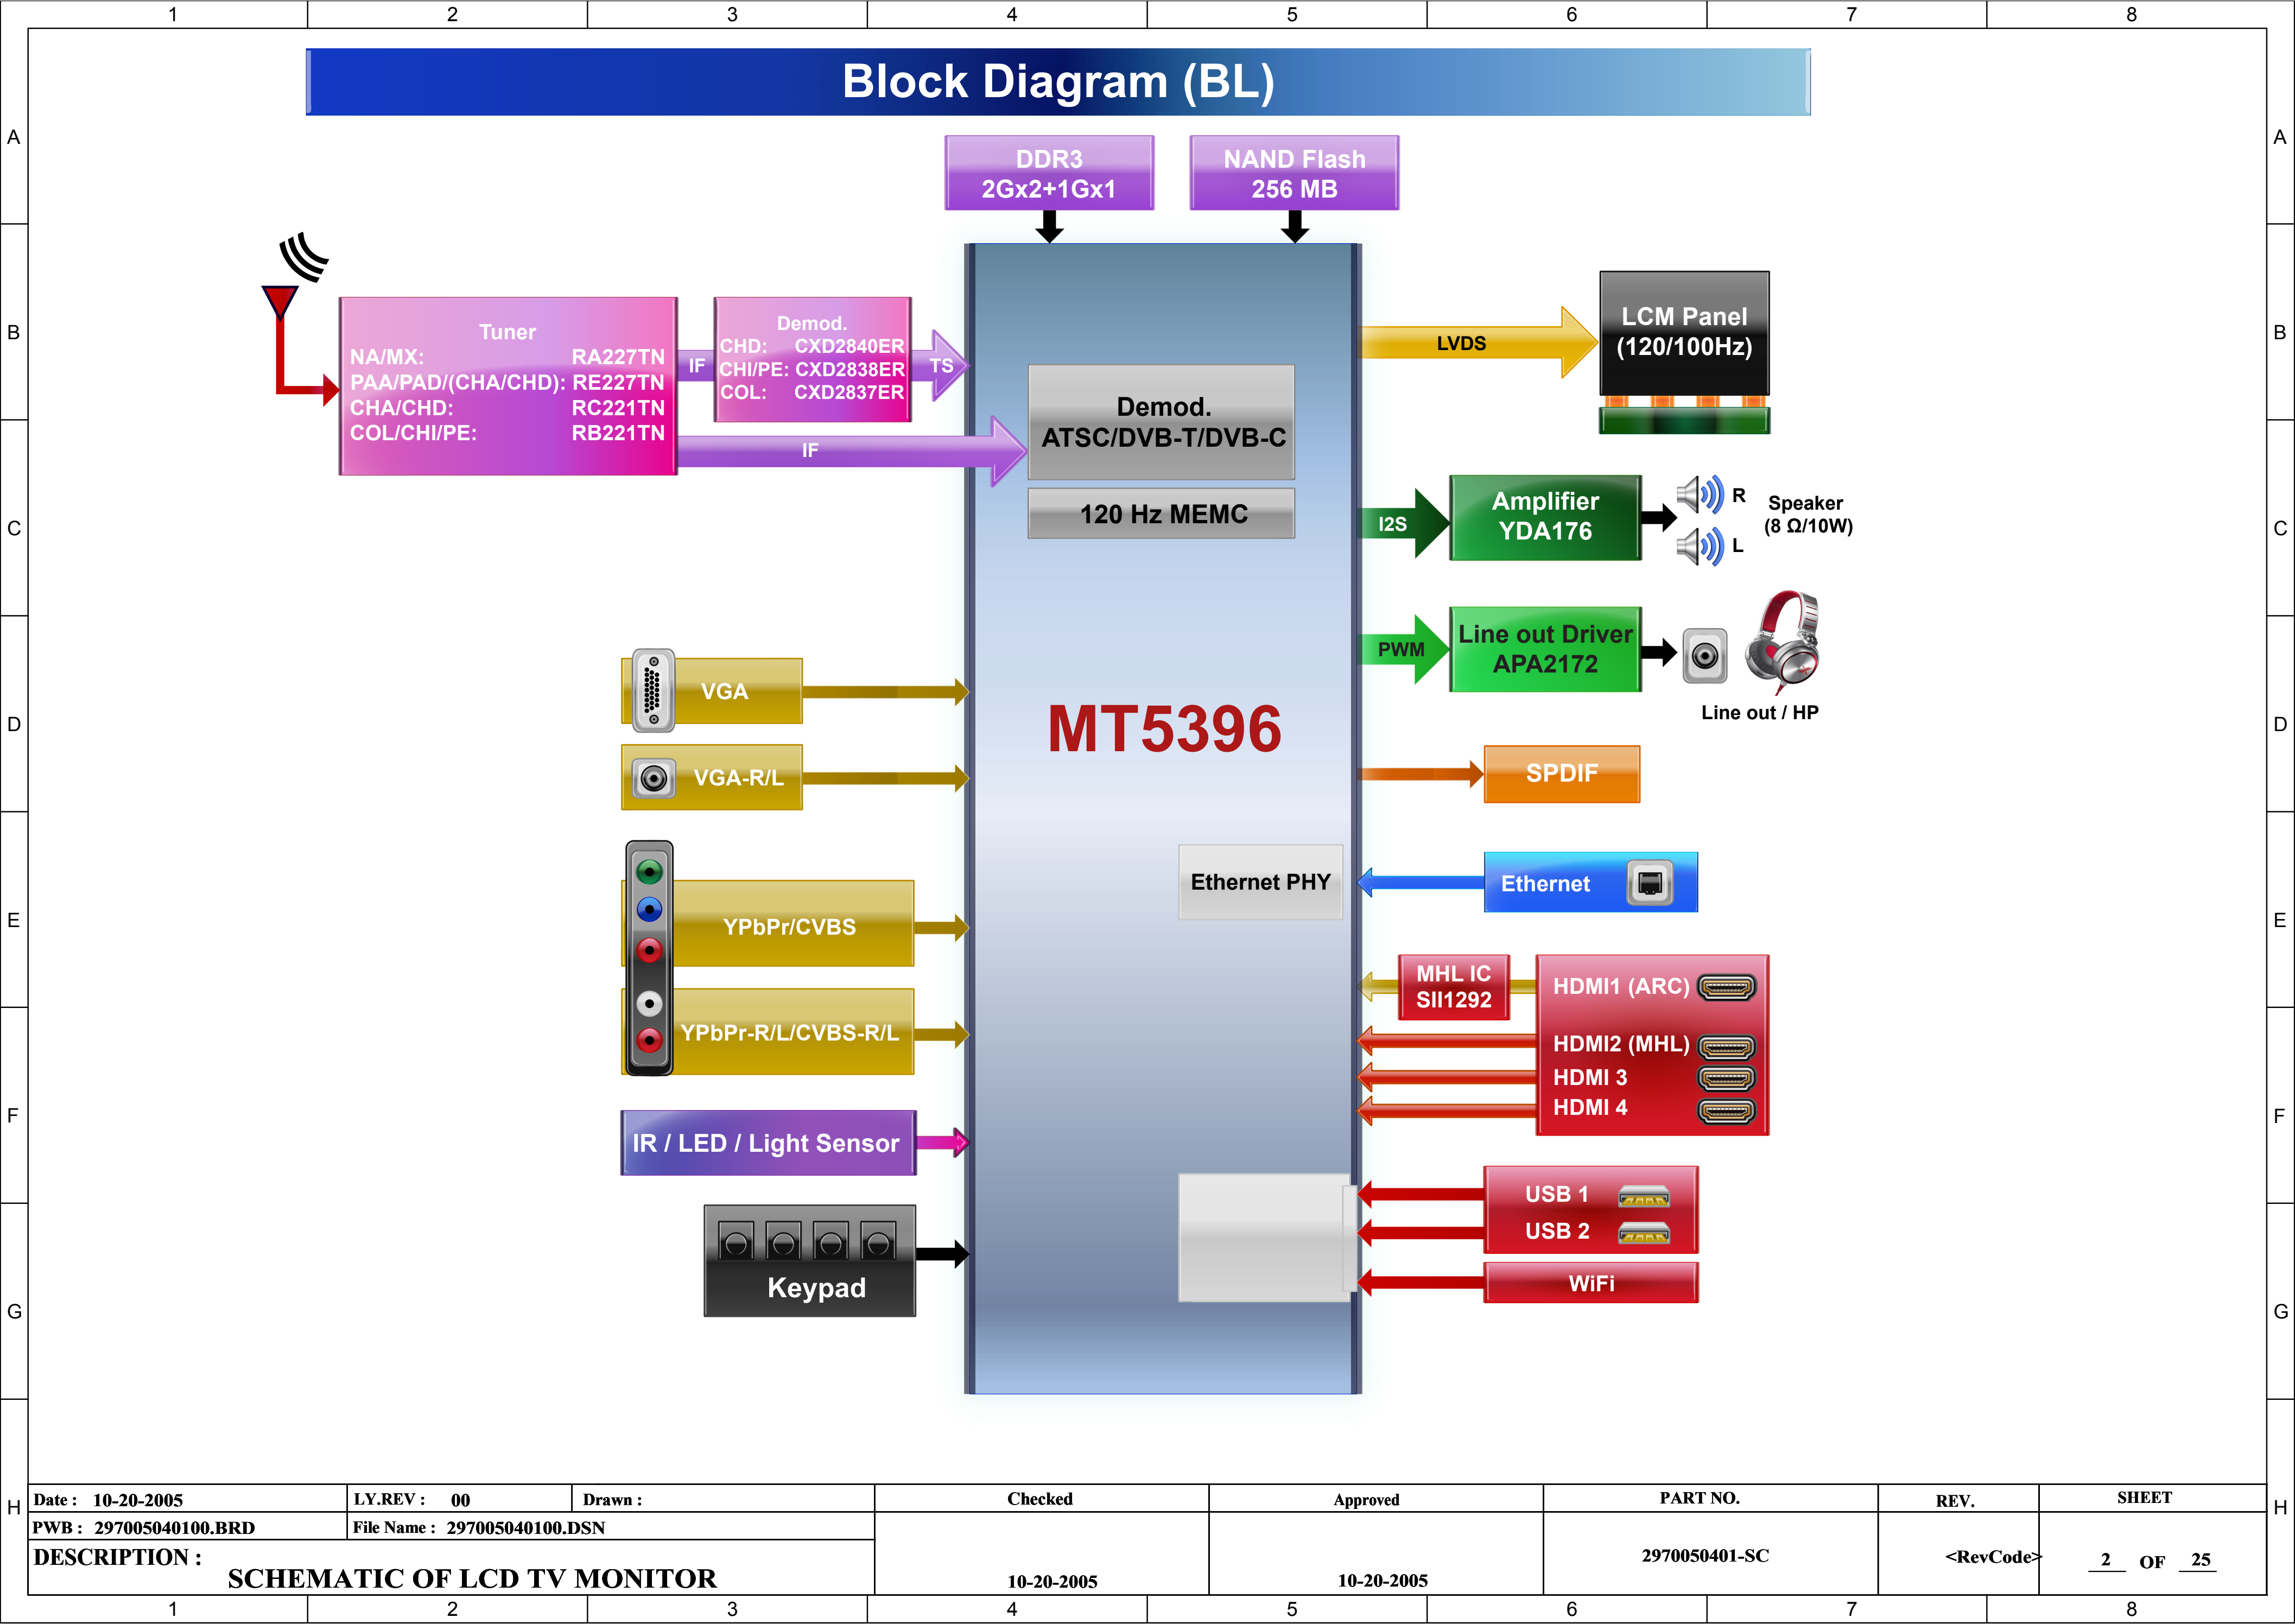 1 2 3 4 5 6 7 8
Block Diagram (BL)
A
A
DDR3
2Gx2+1Gx1
NAND Flash
256 MB
B
B
Tuner
NA/MX: RA227TN
PAA/PAD/(CHA/CHD): RE227TN
CHA/CHD: RC221TN
COL/CHI/PE: RB221TN
IF
Demod.
CHD: CXD2840ER
CHI/PE: CXD2838ER
COL: CXD2837ER
TS
IF
Demod.
ATSC/DVB-T/DVB-C
120 Hz MEMC
LVDS
LCM Panel
(120/100Hz)
C
C
I2S
Amplifier
YDA176
R
L
Speaker
(8 Ω/10W)
PWM
Line out Driver
APA2172
Line out / HP
D
D
VGA
VGA-R/L
MT5396
SPDIF
E
E
YPbPr/CVBS
YPbPr-R/L/CVBS-R/L
Ethernet PHY
Ethernet
MHL IC
SII1292
HDMI1 (ARC)
HDMI2 (MHL)
HDMI 3
HDMI 4
F
F
IR / LED / Light Sensor
Keypad
USB 1
USB 2
WiFi
G
G
H
H
Date : 10-20-2005
LY.REV : 00
Drawn :
Checked
Approved
PART NO.
REV.
SHEET
PWB : 297005040100.BRD
File Name : 297005040100.DSN
DESCRIPTION :
SCHEMATIC OF LCD TV MONITOR
10-20-2005
10-20-2005
2970050401-SC
<RevCode>
2 OF 25
1 2 3 4 5 6 7 8